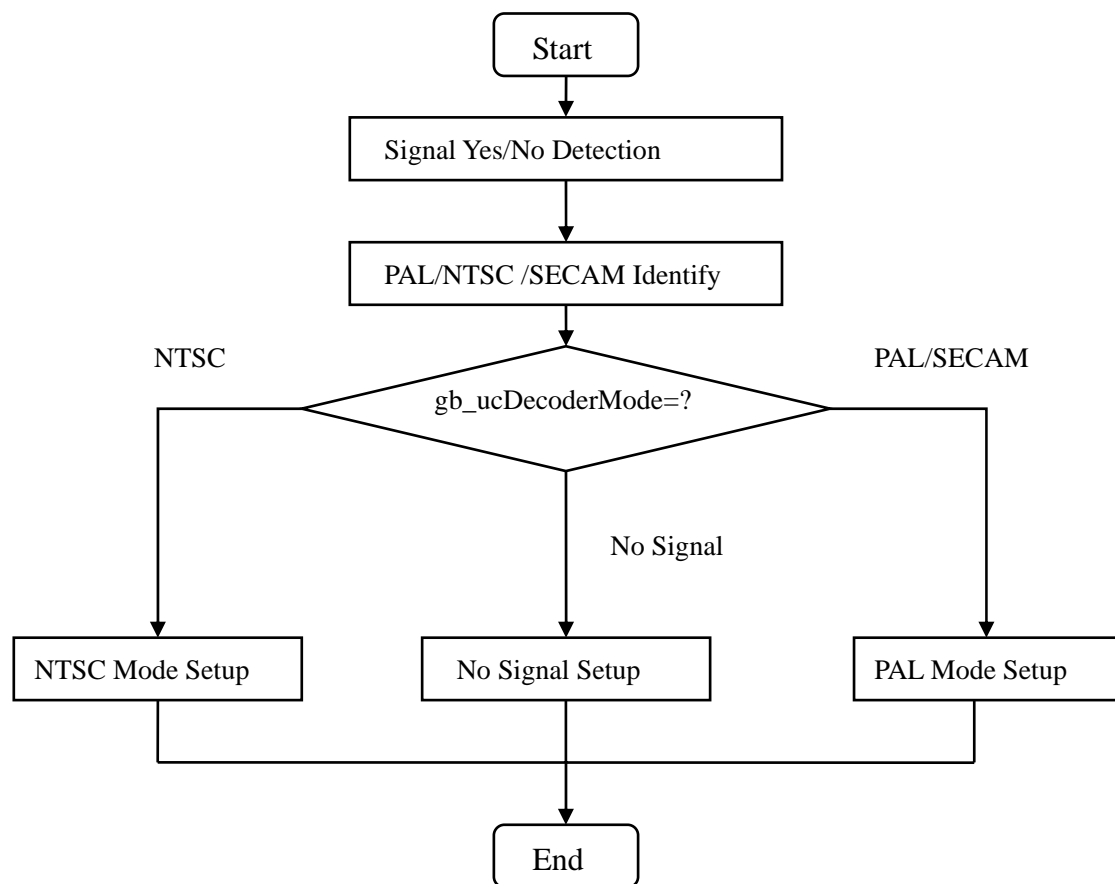 Start
Signal Yes/No Detection
PAL/NTSC /SECAM Identify
NTSC
PAL/SECAM
gb_ucDecoderMode=?
No Signal
NTSC Mode Setup
No Signal Setup
PAL Mode Setup
End